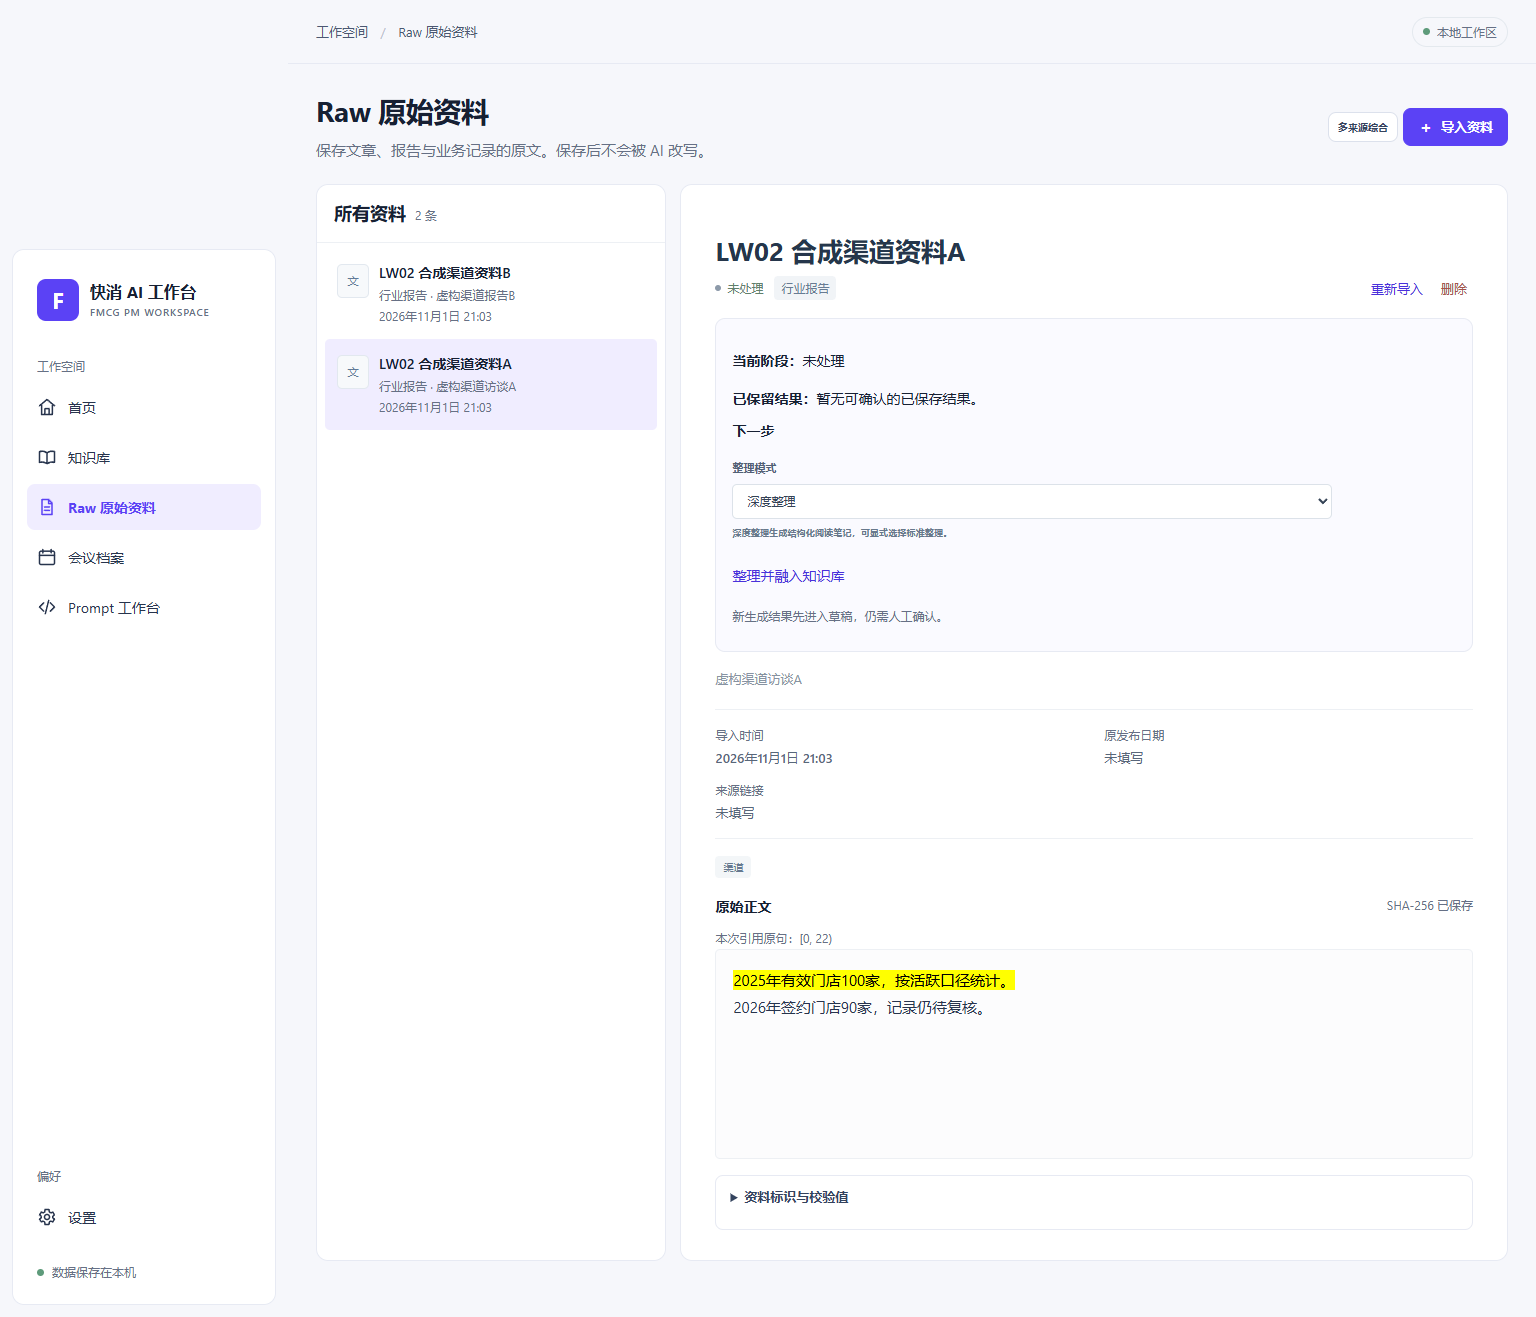 工作空间 / Raw 原始资料
本地工作区
Raw 原始资料
保存文章、报告与业务记录的原文。保存后不会被 AI 改写。
多来源综合
+ 导入资料
F
快消 AI 工作台
FMCG PM WORKSPACE
工作空间
首页
知识库
Raw 原始资料
会议档案
Prompt 工作台
偏好
设置
数据保存在本机
所有资料 2 条
文
LW02 合成渠道资料B
行业报告 · 虚构渠道报告B
2026年11月1日 21:03
文
LW02 合成渠道资料A
行业报告 · 虚构渠道访谈A
2026年11月1日 21:03
LW02 合成渠道资料A
未处理 行业报告
重新导入 删除
当前阶段：未处理
已保留结果：暂无可确认的已保存结果。
下一步
整理模式
深度整理
深度整理生成结构化阅读笔记，可显式选择标准整理。
整理并融入知识库
新生成结果先进入草稿，仍需人工确认。
虚构渠道访谈A
导入时间
2026年11月1日 21:03
原发布日期
未填写
来源链接
未填写
渠道
原始正文
SHA-256 已保存
本次引用原句：[0, 22)
2025年有效门店100家，按活跃口径统计。
2026年签约门店90家，记录仍待复核。
资料标识与校验值